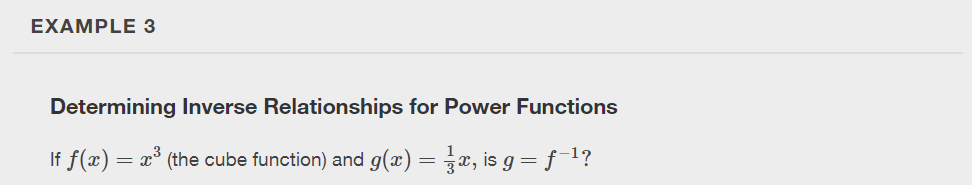 EXAMPLE 3
Determining Inverse Relationships for Power Functions
If f(x) = x³ (the cube function) and g(x) = ⅓x, is g = f⁻¹?